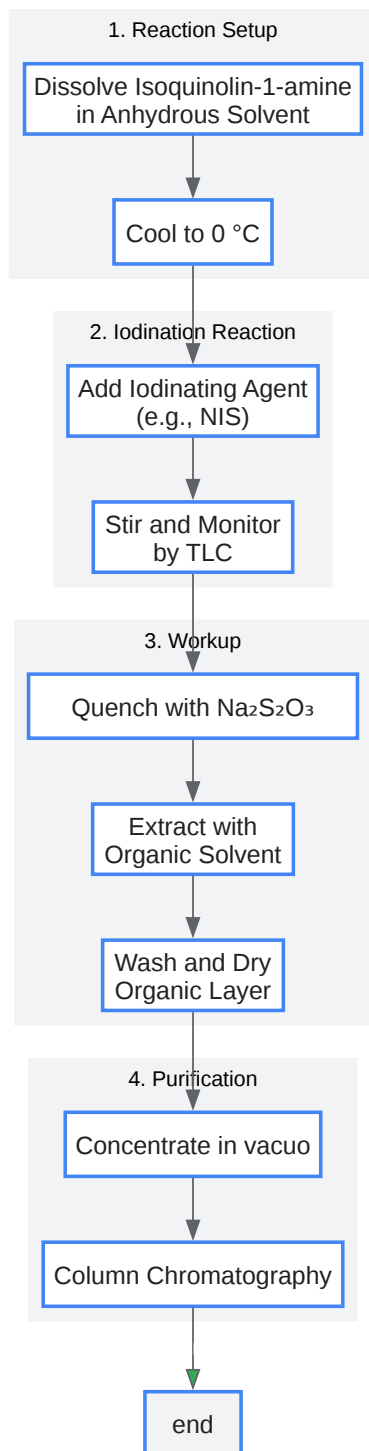 1. Reaction Setup
Dissolve Isoquinolin-1-amine
in Anhydrous Solvent
Cool to 0 °C
2. Iodination Reaction
Add Iodinating Agent
(e.g., NIS)
Stir and Monitor
by TLC
3. Workup
Quench with Na₂S₂O₃
Extract with
Organic Solvent
Wash and Dry
Organic Layer
4. Purification
Concentrate in vacuo
Column Chromatography
end